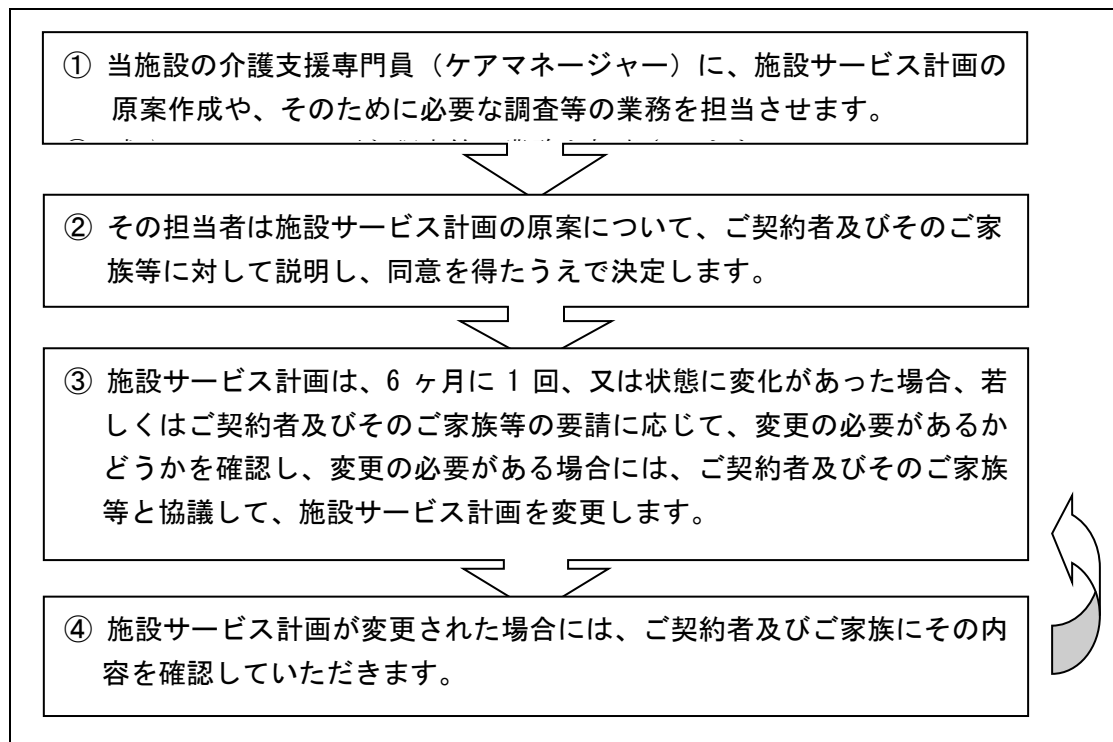 ① 当施設の介護支援専門員（ケアマネージャー）に、施設サービス計画の
原案作成や、そのために必要な調査等の業務を担当させます。
② その担当者は施設サービス計画の原案について、ご契約者及びそのご家
族等に対して説明し、同意を得たうえで決定します。
③ 施設サービス計画は、6 ヶ月に 1 回、又は状態に変化があった場合、若
しくはご契約者及びそのご家族等の要請に応じて、変更の必要があるか
どうかを確認し、変更の必要がある場合には、ご契約者及びそのご家族
等と協議して、施設サービス計画を変更します。
④ 施設サービス計画が変更された場合には、ご契約者及びご家族にその内
容を確認していただきます。